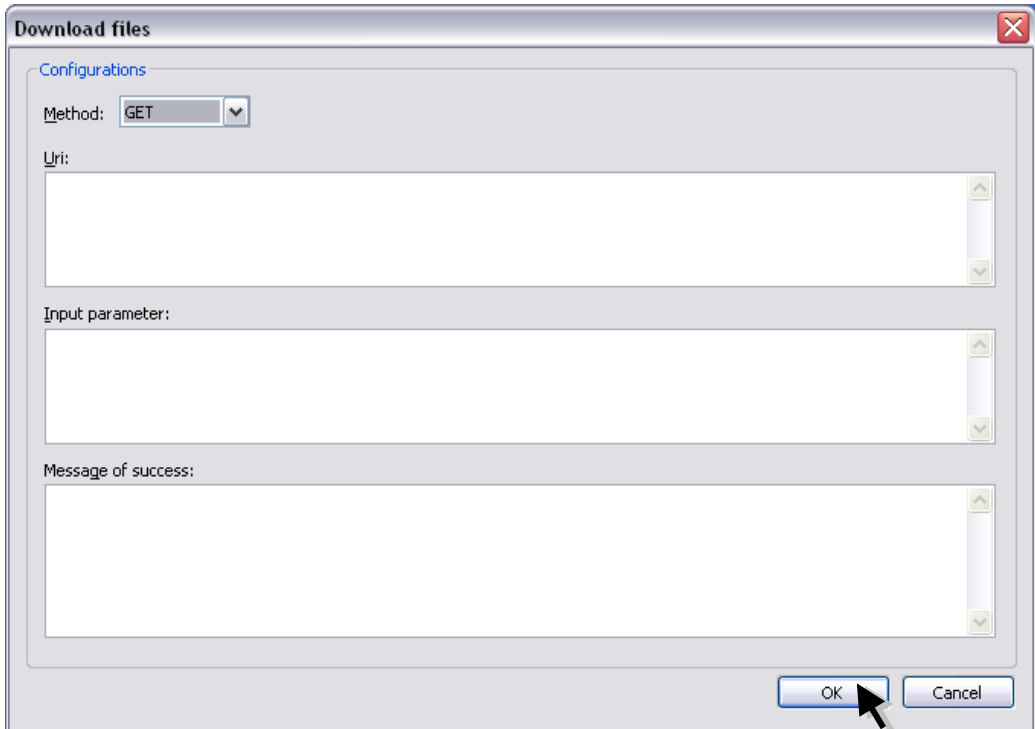 Download files
Configurations
Method: GET
Uri:
Input parameter:
Message of success:
OK Cancel